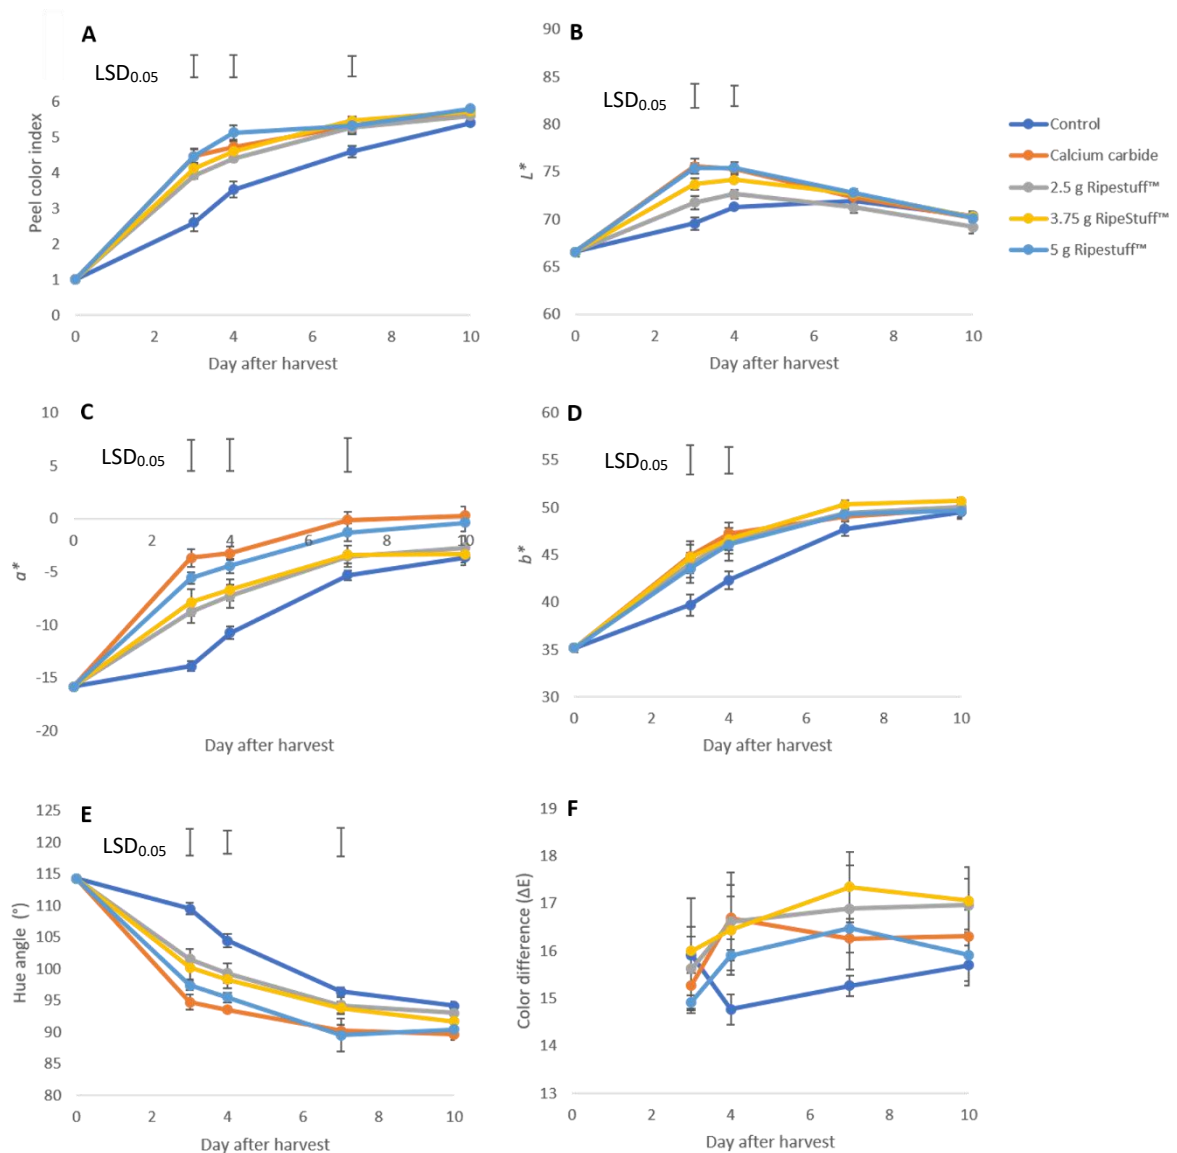 A
LSD0.05
Peel color index
6
5
4
3
2
1
0
0 2 4 6 8 10
Day after harvest
B
LSD0.05
L*
90
85
80
75
70
65
60
0 2 4 6 8 10
Day after harvest
Control
Calcium carbide
2.5 g Ripestuff™
3.75 g RipeStuff™
5 g Ripestuff™
C
LSD0.05
a*
10
5
0
-5
-10
-15
-20
0 2 4 6 8 10
Day after harvest
D
LSD0.05
b*
60
55
50
45
40
35
30
0 2 4 6 8 10
Day after harvest
E
LSD0.05
Hue angle (°)
125
120
115
110
105
100
95
90
85
80
0 2 4 6 8 10
Day after harvest
F
Color difference (ΔE)
19
18
17
16
15
14
13
0 2 4 6 8 10
Day after harvest